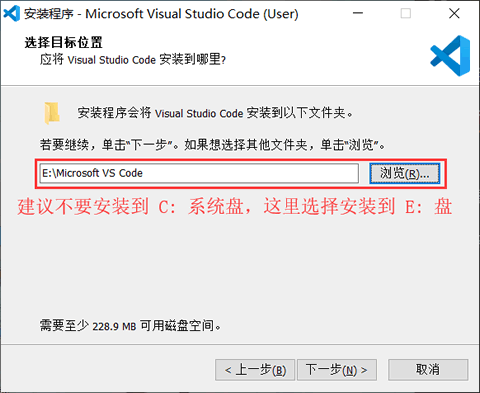 安装程序 - Microsoft Visual Studio Code (User)
选择目标位置
应将 Visual Studio Code 安装到哪里?
安装程序会将 Visual Studio Code 安装到以下文件夹。
若要继续，单击“下一步”。如果想选择其他文件夹，单击“浏览”。
E:\Microsoft VS Code
浏览(R)...
建议不要安装到 C: 系统盘，这里选择安装到 E: 盘
需要至少 228.9 MB 可用磁盘空间。
< 上一步(B)
下一步(N) >
取消